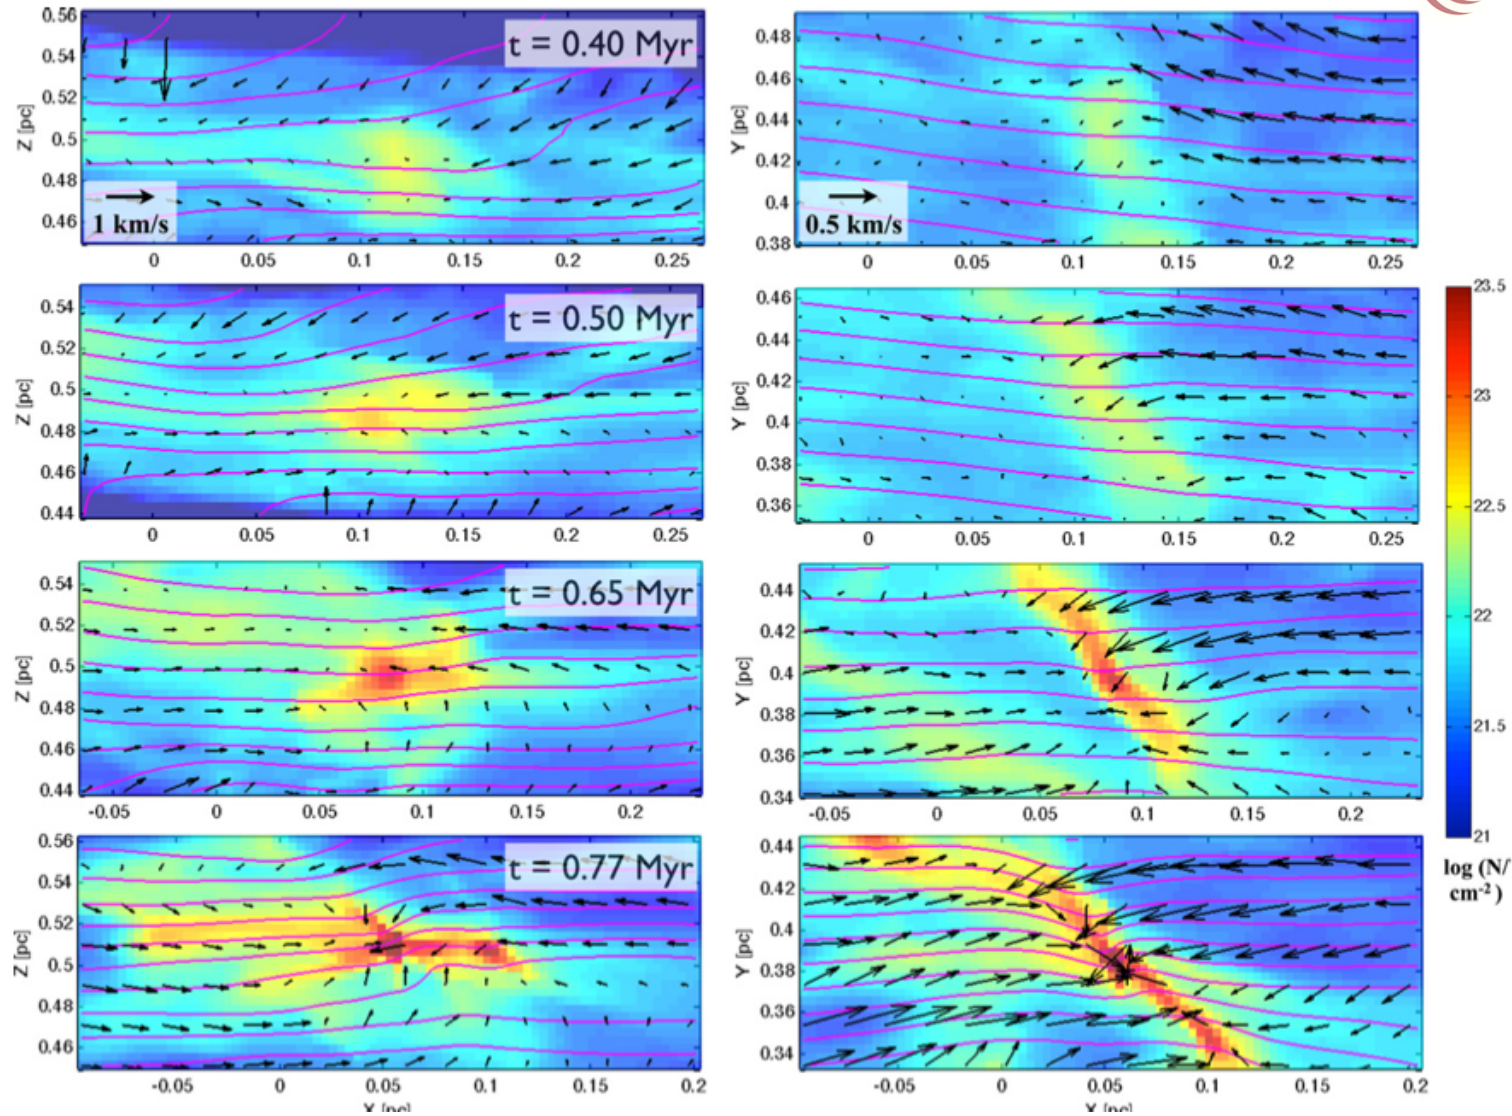 t = 0.40 Myr
Z [pc]
0.56
0.54
0.52
0.5
0.48
0.46
1 km/s
0 0.05 0.1 0.15 0.2 0.25
Y [pc]
0.48
0.46
0.44
0.42
0.4
0.38
0.5 km/s
0 0.05 0.1 0.15 0.2 0.25
t = 0.50 Myr
Z [pc]
0.54
0.52
0.5
0.48
0.46
0.44
0 0.05 0.1 0.15 0.2 0.25
Y [pc]
0.46
0.44
0.42
0.4
0.38
0.36
0 0.05 0.1 0.15 0.2 0.25
t = 0.65 Myr
Z [pc]
0.54
0.52
0.5
0.48
0.46
0.44
-0.05 0 0.05 0.1 0.15 0.2
Y [pc]
0.44
0.42
0.4
0.38
0.36
0.34
-0.05 0 0.05 0.1 0.15 0.2
t = 0.77 Myr
Z [pc]
0.56
0.54
0.52
0.5
0.48
0.46
-0.05 0 0.05 0.1 0.15 0.2
X [pc]
Y [pc]
0.44
0.42
0.4
0.38
0.36
0.34
-0.05 0 0.05 0.1 0.15 0.2
X [pc]
23.5
23
22.5
22
21.5
21
log (N/
cm-2 )